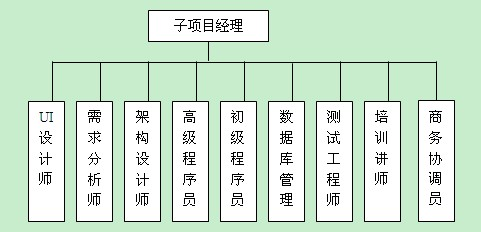 子项目经理
UI设计师
需求分析师
架构设计师
高级程序员
初级程序员
数据库管理
测试工程师
培训讲师
商务协调员